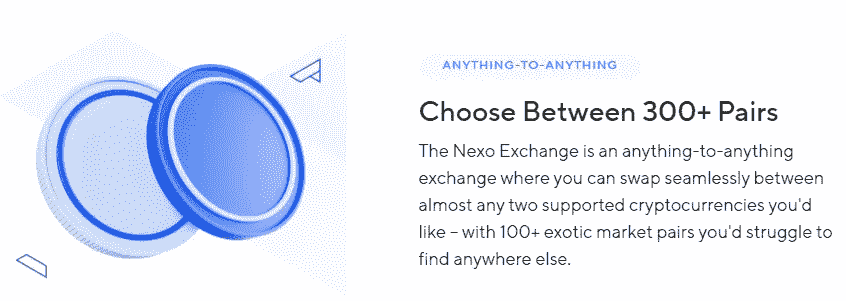 ANYTHING-TO-ANYTHING
Choose Between 300+ Pairs
The Nexo Exchange is an anything-to-anything
exchange where you can swap seamlessly between
almost any two supported cryptocurrencies you'd
like – with 100+ exotic market pairs you'd struggle to
find anywhere else.